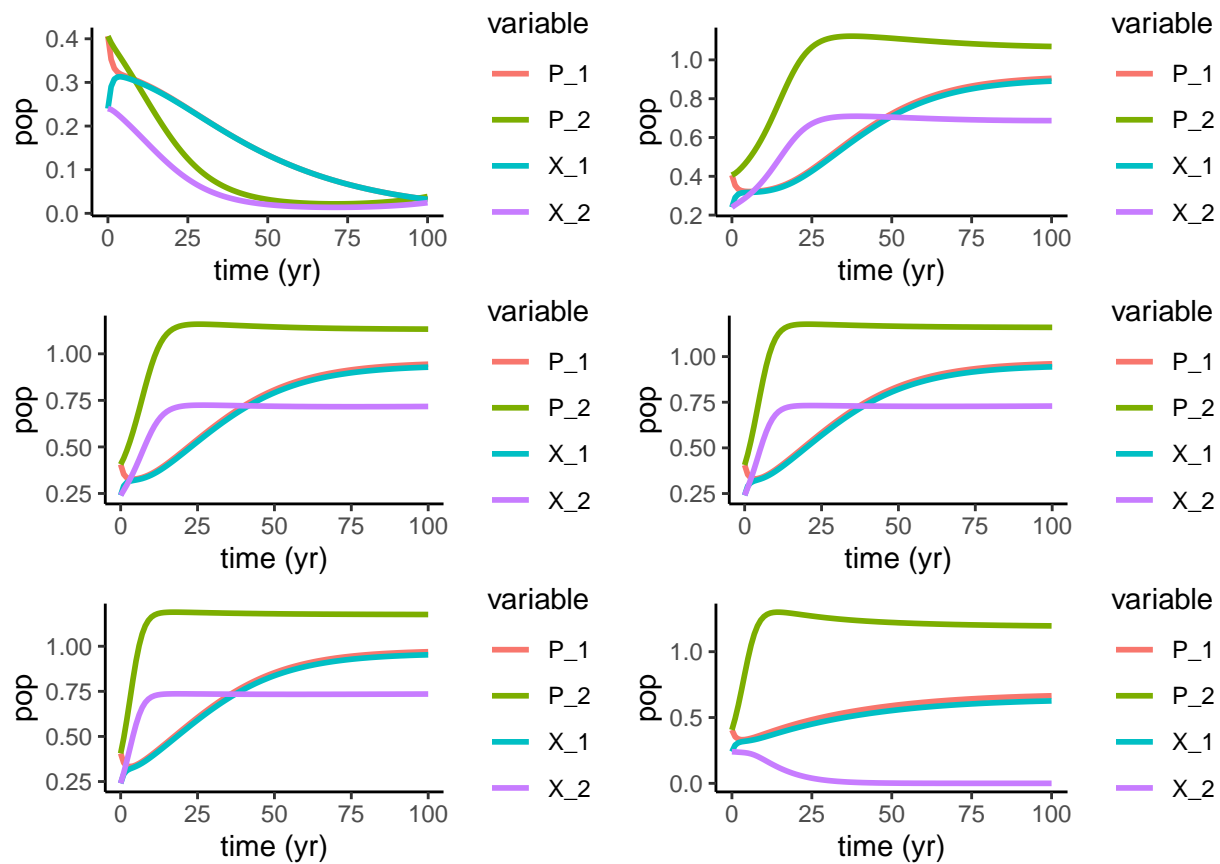 variable
P_1
P_2
X_1
X_2
pop
0.4
0.3
0.2
0.1
0.0
0 25 50 75 100
time (yr)
variable
P_1
P_2
X_1
X_2
pop
1.0
0.8
0.6
0.4
0.2
0 25 50 75 100
time (yr)
variable
P_1
P_2
X_1
X_2
pop
1.00
0.75
0.50
0.25
0 25 50 75 100
time (yr)
variable
P_1
P_2
X_1
X_2
pop
1.00
0.75
0.50
0.25
0 25 50 75 100
time (yr)
variable
P_1
P_2
X_1
X_2
pop
1.00
0.75
0.50
0.25
0 25 50 75 100
time (yr)
variable
P_1
P_2
X_1
X_2
pop
1.0
0.5
0.0
0 25 50 75 100
time (yr)